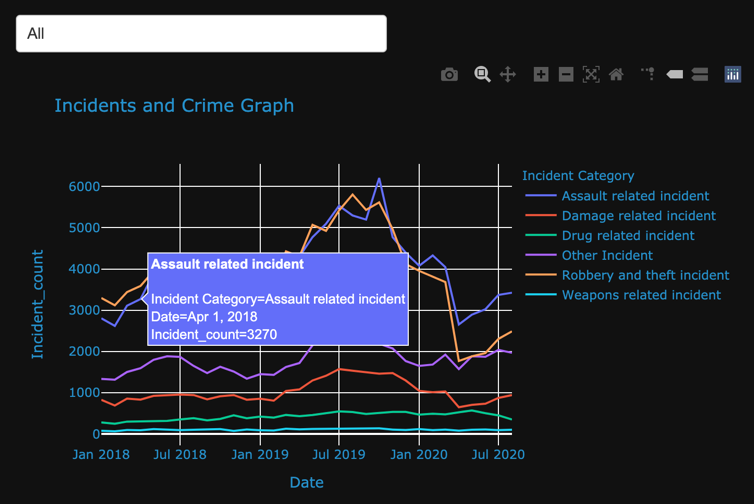 All
Incidents and Crime Graph
Incident Category
Assault related incident
Damage related incident
Drug related incident
Other Incident
Robbery and theft incident
Weapons related incident
Incident_count
6000
5000
4000
3000
2000
1000
0
Assault related incident
Incident Category=Assault related incident
Date=Apr 1, 2018
Incident_count=3270
Jan 2018
Jul 2018
Jan 2019
Jul 2019
Jan 2020
Jul 2020
Date